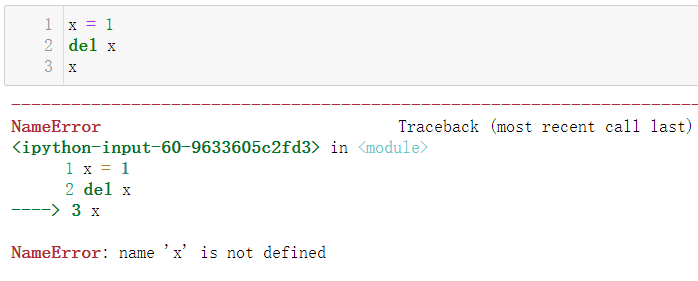 1 x = 1
2 del x
3 x
---------------------------------------------------------------------------
NameError Traceback (most recent call last)
<ipython-input-60-9633605c2fd3> in <module>
1 x = 1
2 del x
----> 3 x
NameError: name 'x' is not defined